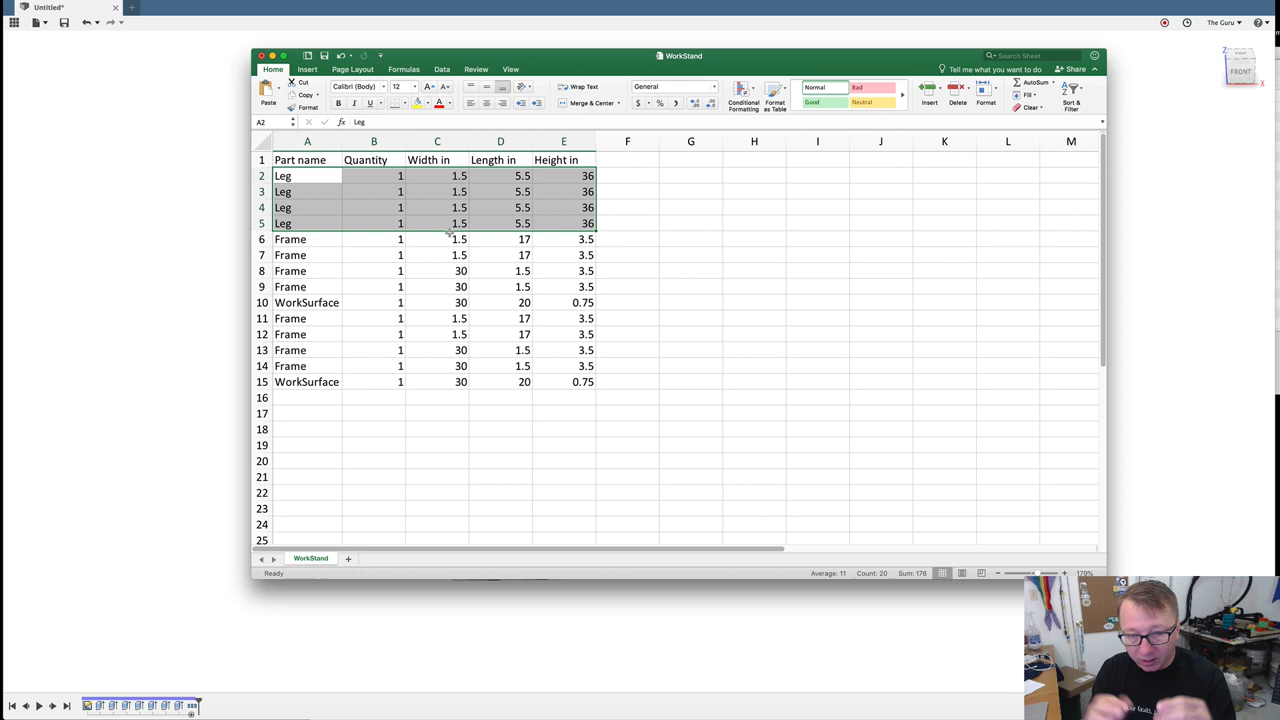 Untitled*
The Guru
FRONT
Z
X
WorkStand
Search Sheet
Home Insert Page Layout Formulas Data Review View
Tell me what you want to do
Share
Paste
Cut
Copy
Format
Calibri (Body) 12
B I U
Wrap Text
Merge & Center
General
Conditional Formatting
Format as Table
Normal Bad
Good Neutral
Insert Delete Format
AutoSum
Fill
Clear
Sort & Filter
A2 fx Leg
A B C D E F G H I J K L M
1 Part name Quantity Width in Length in Height in
2 Leg 1 1.5 5.5 36
3 Leg 1 1.5 5.5 36
4 Leg 1 1.5 5.5 36
5 Leg 1 1.5 5.5 36
6 Frame 1 1.5 17 3.5
7 Frame 1 1.5 17 3.5
8 Frame 1 30 1.5 3.5
9 Frame 1 30 1.5 3.5
10 WorkSurface 1 30 20 0.75
11 Frame 1 1.5 17 3.5
12 Frame 1 1.5 17 3.5
13 Frame 1 30 1.5 3.5
14 Frame 1 30 1.5 3.5
15 WorkSurface 1 30 20 0.75
16
17
18
19
20
21
22
23
24
25
WorkStand
Ready Average: 11 Count: 20 Sum: 176 179%